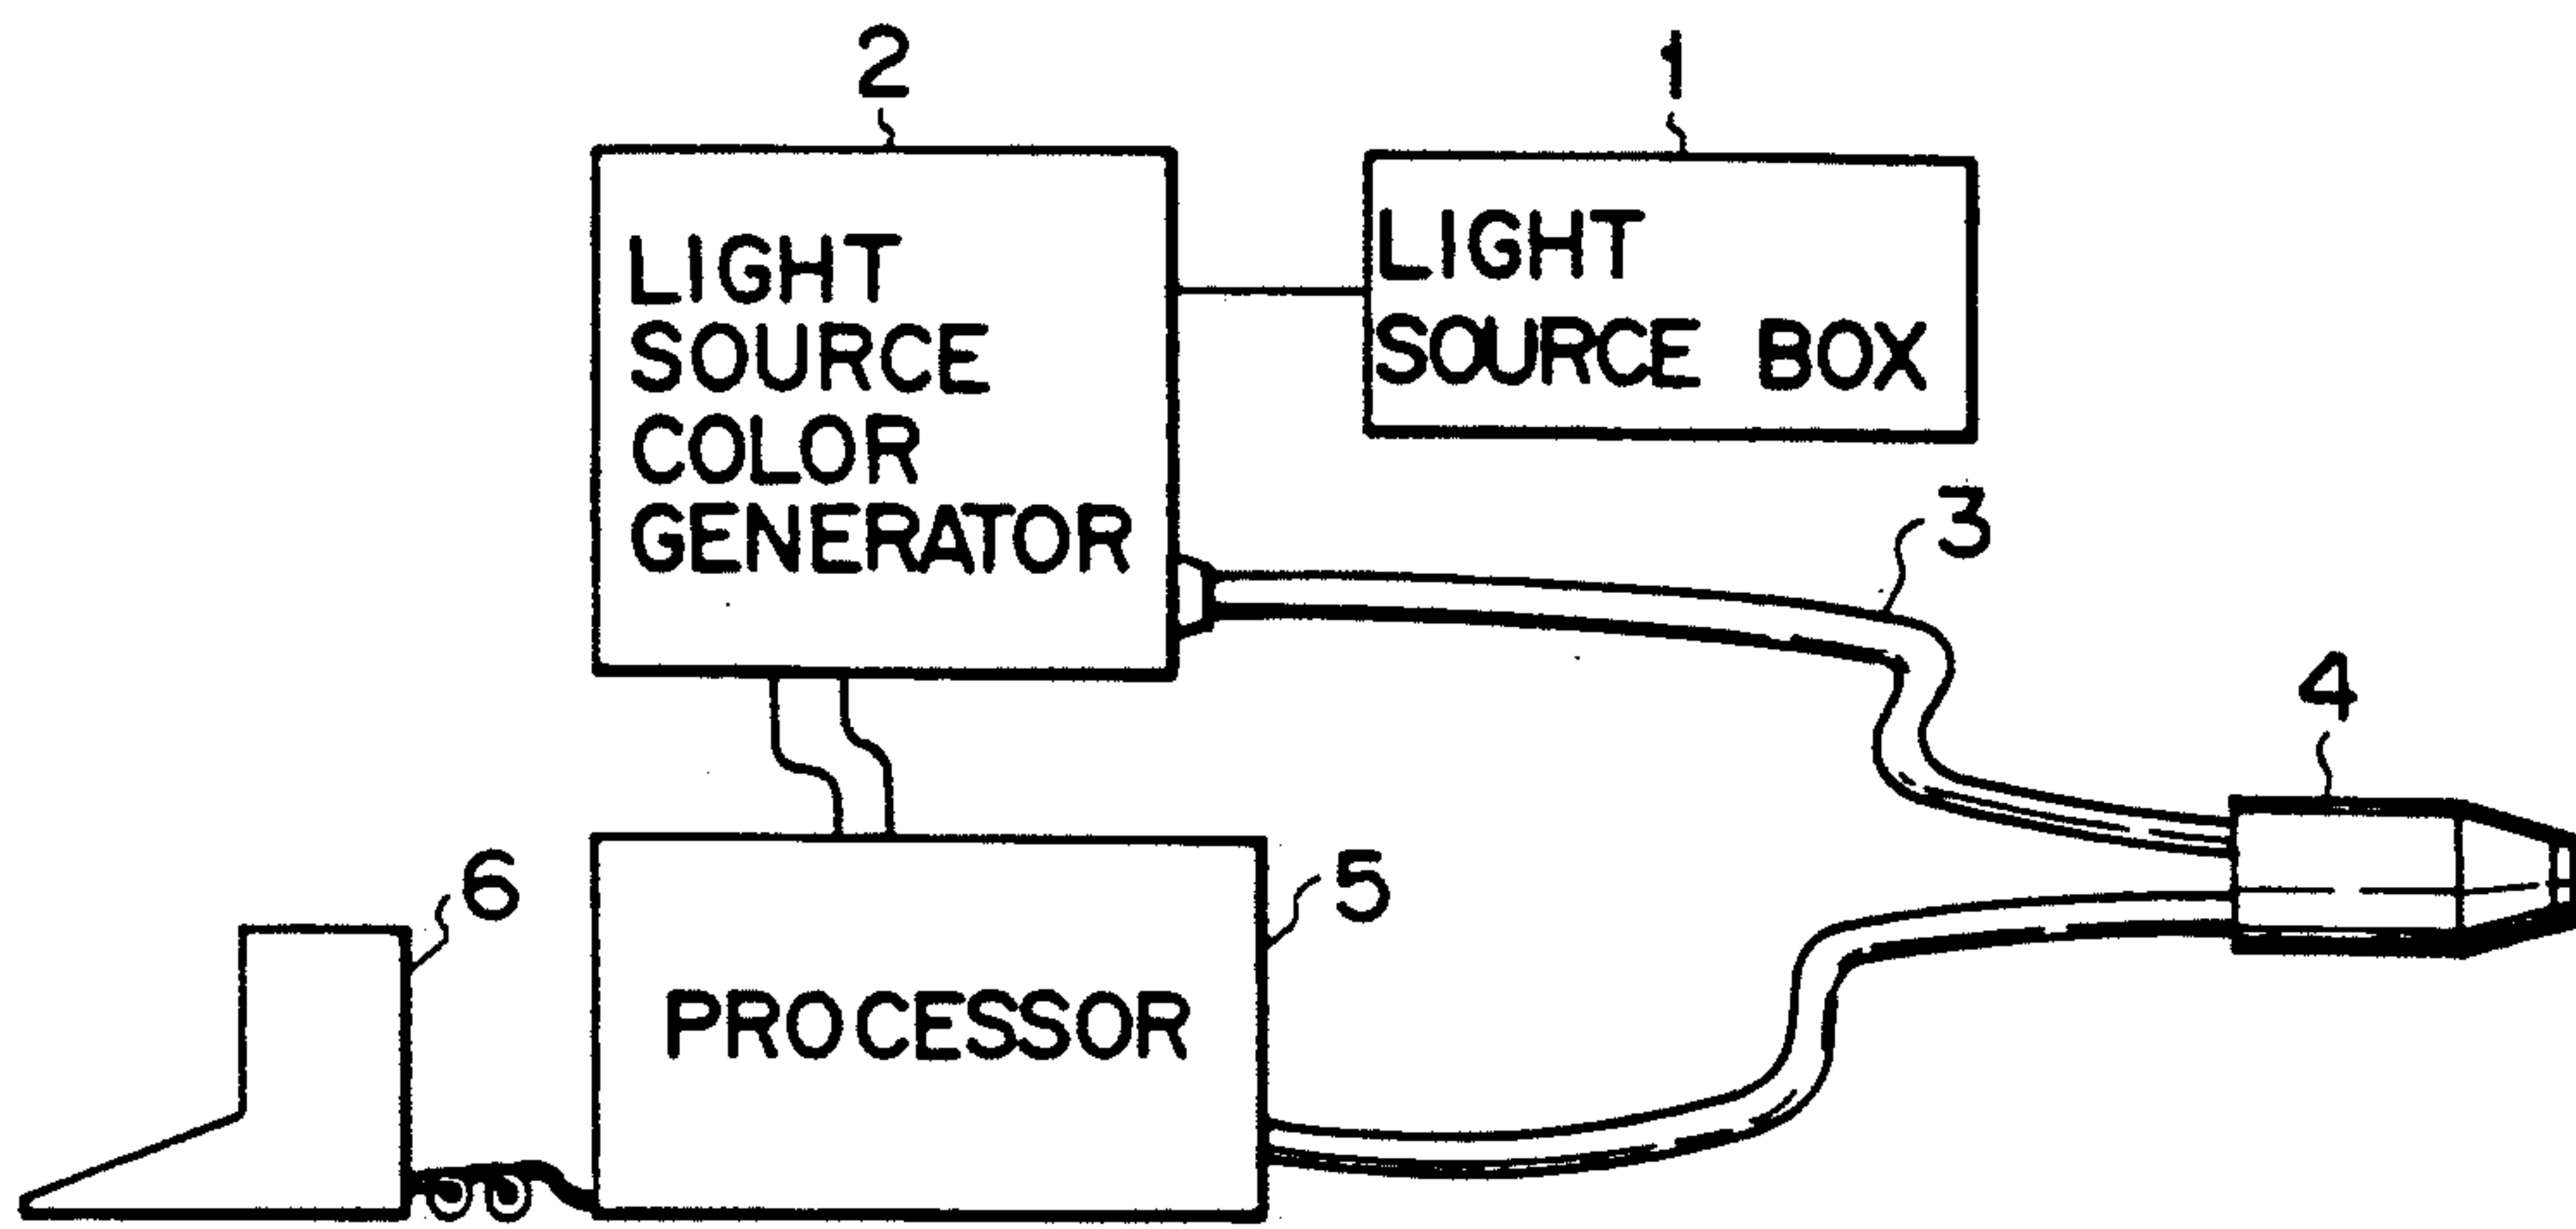 2
1
LIGHT
SOURCE
COLOR
GENERATOR
LIGHT
SOURCE BOX
3
4
6
5
PROCESSOR